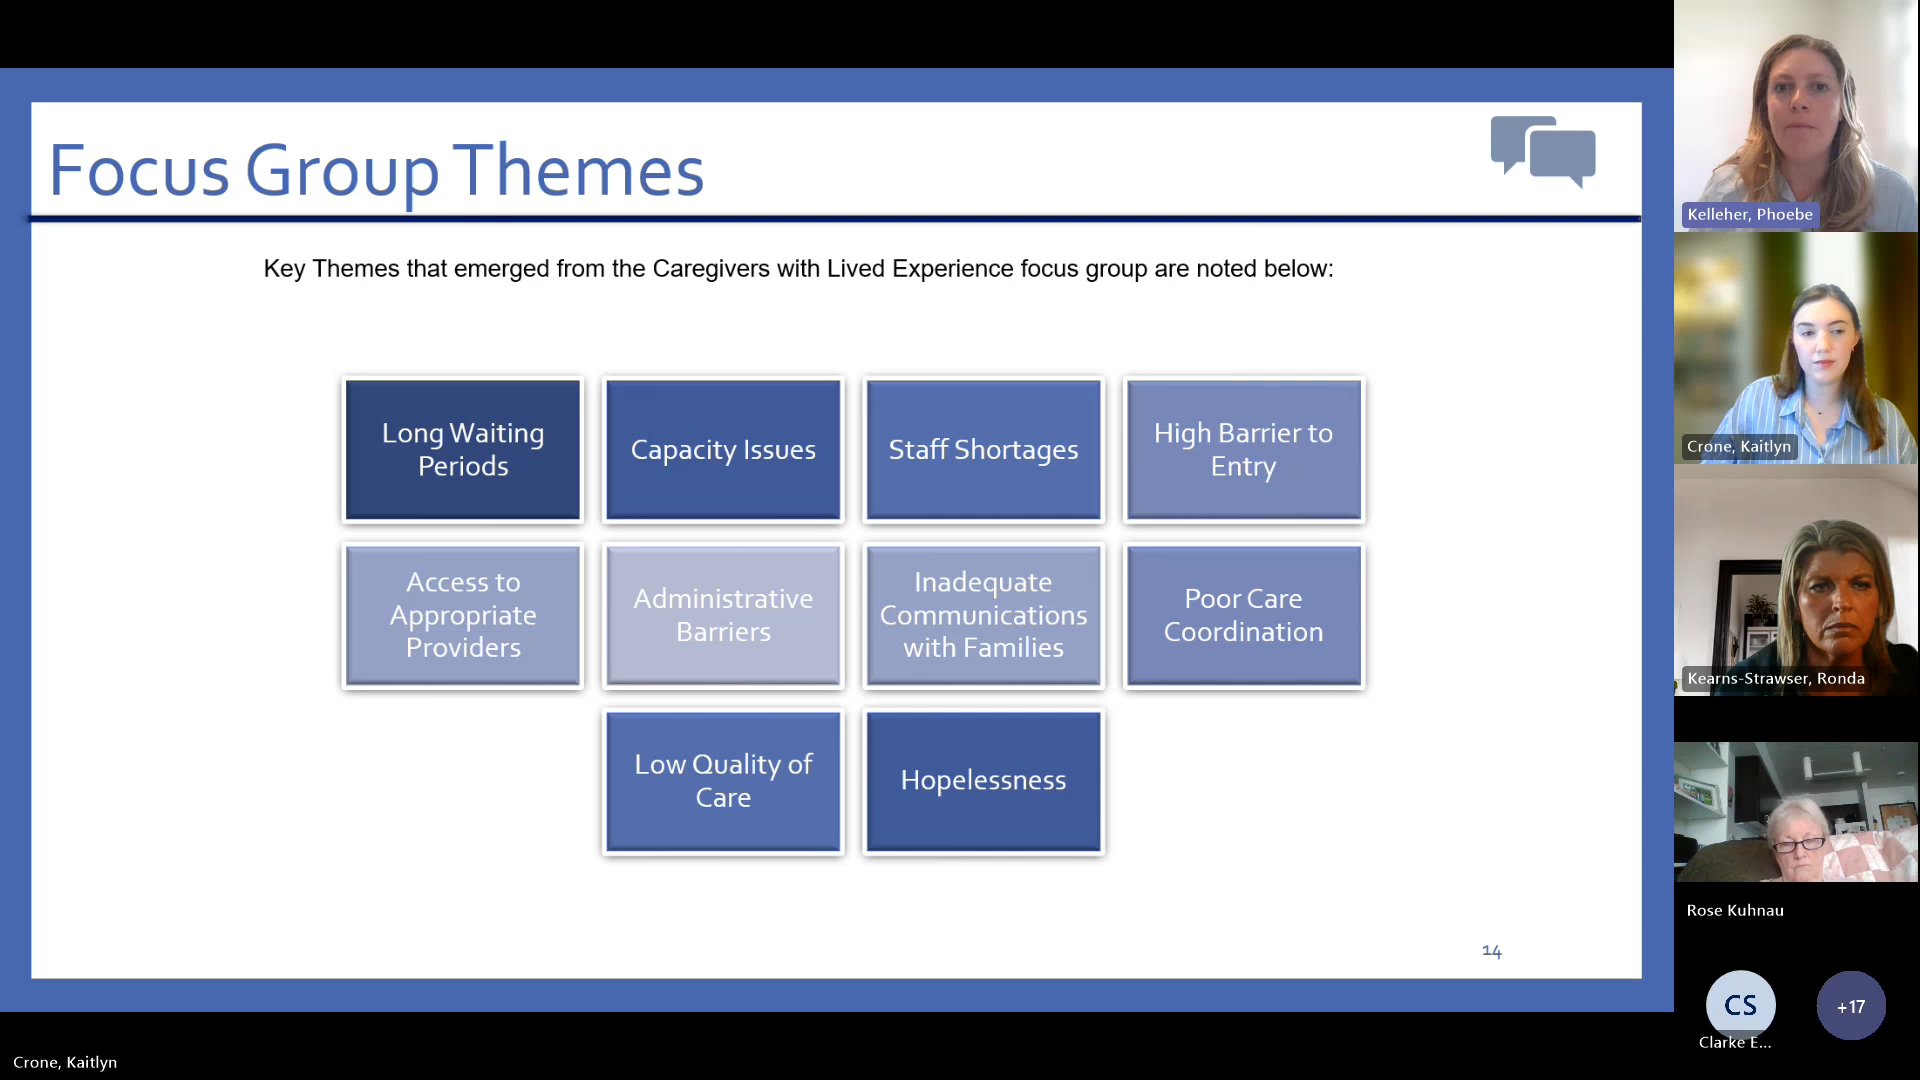 Focus Group Themes
Key Themes that emerged from the Caregivers with Lived Experience focus group are noted below:
Long Waiting
Periods
Capacity Issues
Staff Shortages
High Barrier to
Entry
Access to
Appropriate
Providers
Administrative
Barriers
Inadequate
Communications
with Families
Poor Care
Coordination
Low Quality of
Care
Hopelessness
14
Kelleher, Phoebe
Crone, Kaitlyn
Kearns-Strawser, Ronda
Rose Kuhnau
CS
Clarke E...
+17
Crone, Kaitlyn